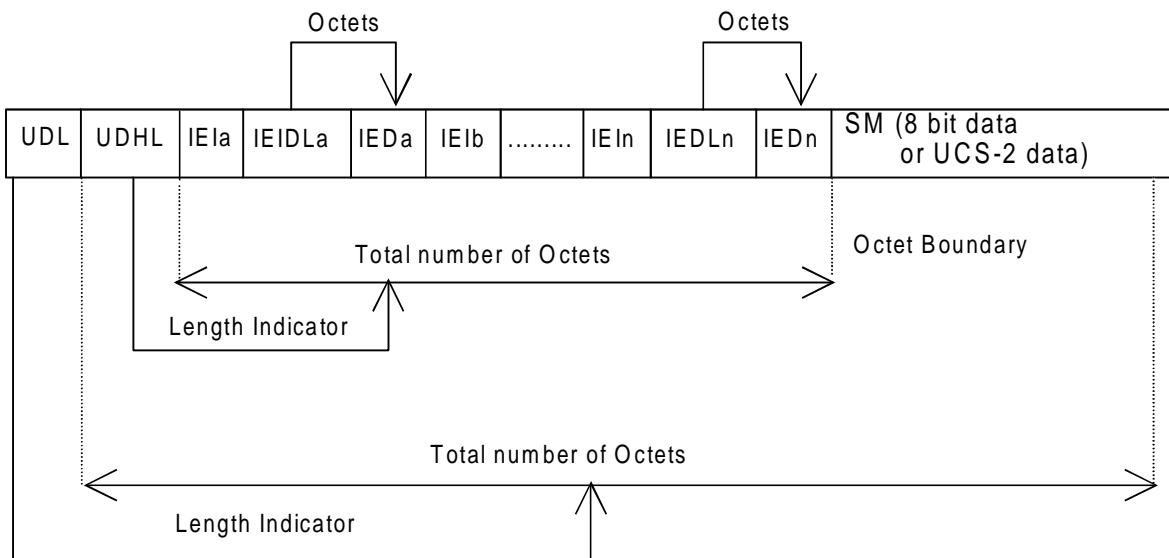 Octets Octets
UDL UDHL IEIa IEIDLa IEDa IEIb ......... IEIn IEDLn IEDn SM (8 bit data
or UCS-2 data)
Total number of Octets Octet Boundary
Length Indicator
Total number of Octets
Length Indicator